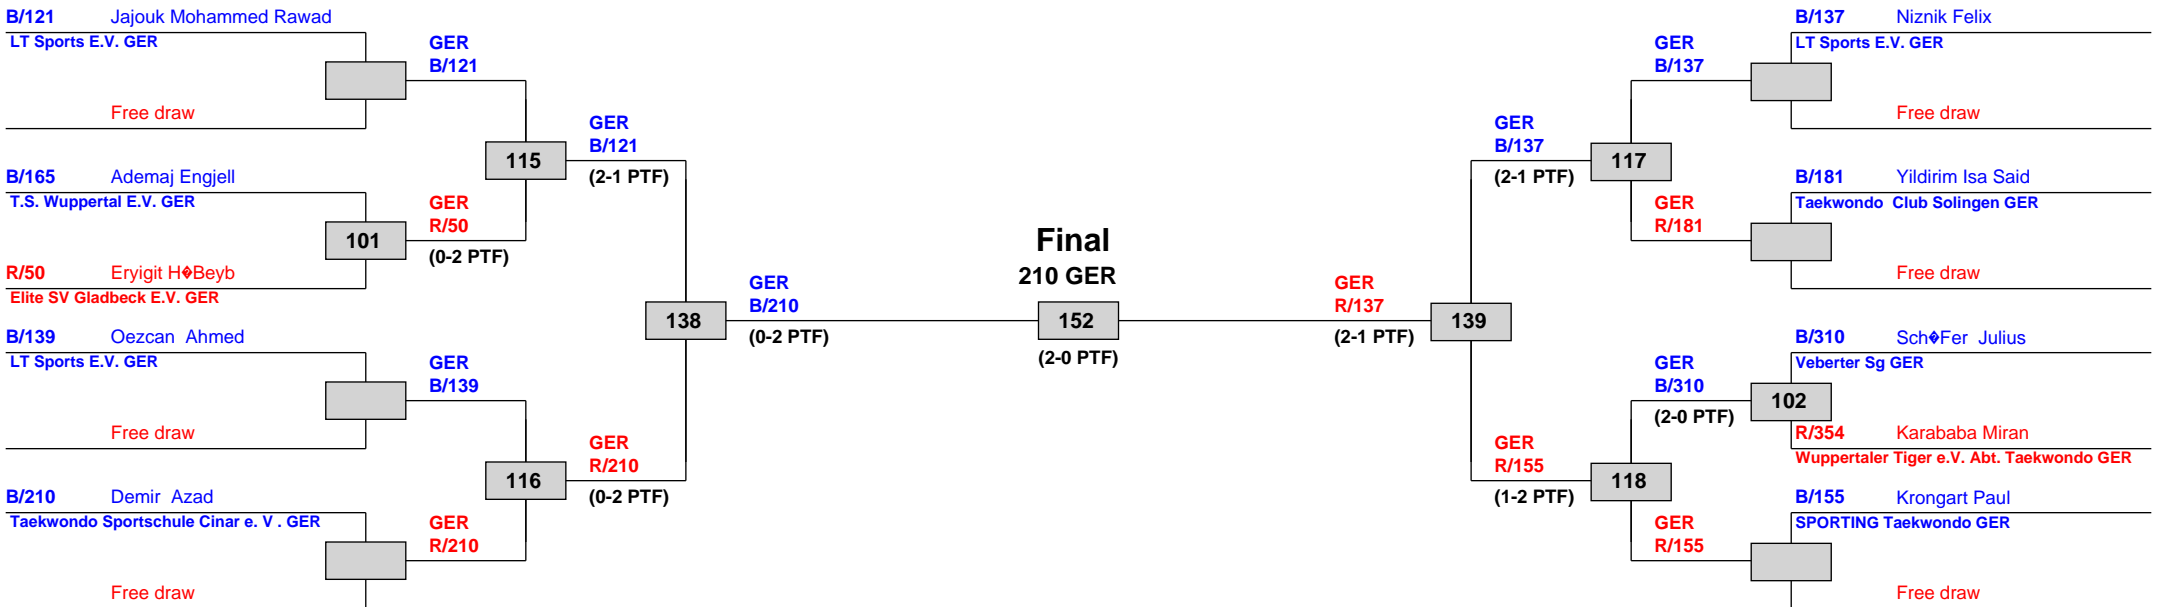 B/121 Jajouk Mohammed Rawad
LT Sports E.V. GER
GER
B/121
Free draw
GER
B/121
(2-1 PTF)
115
B/165 Ademaj Engjell
T.S. Wuppertal E.V. GER
101
GER
R/50
(0-2 PTF)
R/50 Eryigit H�Beyb
Elite SV Gladbeck E.V. GER
138
GER
B/210
(0-2 PTF)
B/139 Oezcan Ahmed
LT Sports E.V. GER
GER
B/139
Free draw
116
GER
R/210
(0-2 PTF)
B/210 Demir Azad
Taekwondo Sportschule Cinar e. V . GER
GER
R/210
Free draw
Final
210 GER
152
(2-0 PTF)
GER
R/137
(2-1 PTF)
139
GER
B/137
(2-1 PTF)
117
GER
B/137
B/137 Niznik Felix
LT Sports E.V. GER
Free draw
GER
R/181
B/181 Yildirim Isa Said
Taekwondo Club Solingen GER
Free draw
GER
R/155
(1-2 PTF)
118
GER
B/310
(2-0 PTF)
102
B/310 Sch�Fer Julius
Veberter Sg GER
R/354 Karababa Miran
Wuppertaler Tiger e.V. Abt. Taekwondo GER
GER
R/155
B/155 Krongart Paul
SPORTING Taekwondo GER
Free draw